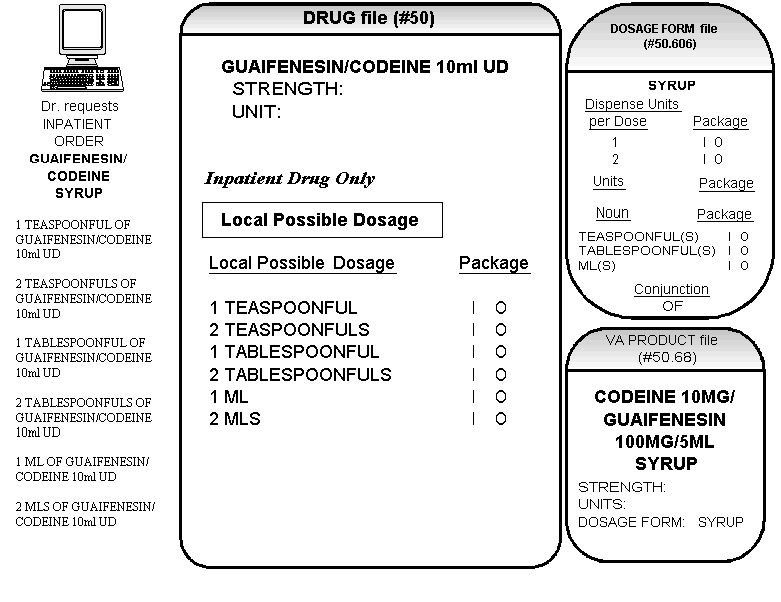 Dr. requests
INPATIENT
ORDER
GUAIFENESIN/
CODEINE
SYRUP
1 TEASPOONFUL OF
GUAIFENESIN/CODEINE
10ml UD
2 TEASPOONFULS OF
GUAIFENESIN/CODEINE
10ml UD
1 TABLESPOONFUL OF
GUAIFENESIN/CODEINE
10ml UD
2 TABLESPOONFULS OF
GUAIFENESIN/CODEINE
10ml UD
1 ML OF GUAIFENESIN/
CODEINE 10ml UD
2 MLS OF GUAIFENESIN/
CODEINE 10ml UD
DRUG file (#50)
GUAIFENESIN/CODEINE 10ml UD
STRENGTH:
UNIT:
Inpatient Drug Only
Local Possible Dosage
Local Possible Dosage Package
1 TEASPOONFUL I O
2 TEASPOONFULS I O
1 TABLESPOONFUL I O
2 TABLESPOONFULS I O
1 ML I O
2 MLS I O
DOSAGE FORM file
(#50.606)
SYRUP
Dispense Units
per Dose Package
1 I O
2 I O
Units Package
Noun Package
TEASPOONFUL(S) I O
TABLESPOONFUL(S) I O
ML(S) I O
Conjunction
OF
VA PRODUCT file
(#50.68)
CODEINE 10MG/
GUAIFENESIN
100MG/5ML
SYRUP
STRENGTH:
UNITS:
DOSAGE FORM: SYRUP